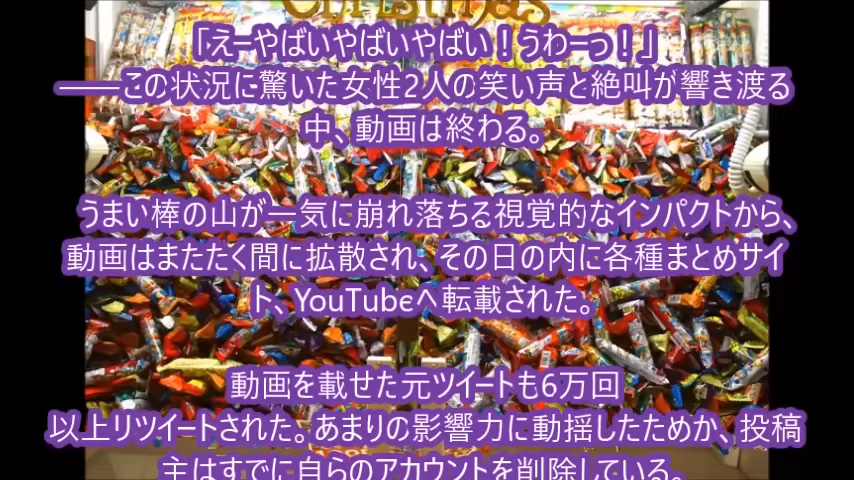 Christmas
「えーやばいやばいやばい！うわーっ！」
――この状況に驚いた女性2人の笑い声と絶叫が響き渡る
中、動画は終わる。
うまい棒の山が一気に崩れ落ちる視覚的なインパクトから、
動画はまたたく間に拡散され、その日の内に各種まとめサイ
ト、YouTubeへ転載された。
動画を載せた元ツイートも6万回
以上リツイートされた。あまりの影響力に動揺したためか、投稿
主はすでに自らのアカウントを削除している。